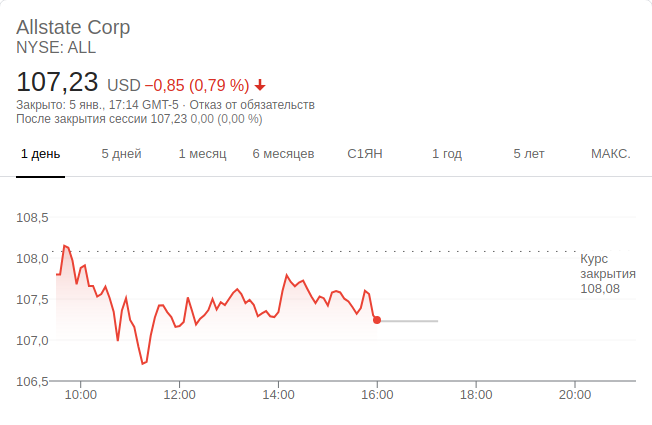 Allstate Corp
NYSE: ALL
107,23 USD −0,85 (0,79 %)
Закрыто: 5 янв., 17:14 GMT-5 · Отказ от обязательств
После закрытия сессии 107,23 0,00 (0,00 %)
1 день 5 дней 1 месяц 6 месяцев С1ЯН 1 год 5 лет МАКС.
108,5
108,0
Курс
закрытия
108,08
107,5
107,0
106,5
10:00 12:00 14:00 16:00 18:00 20:00